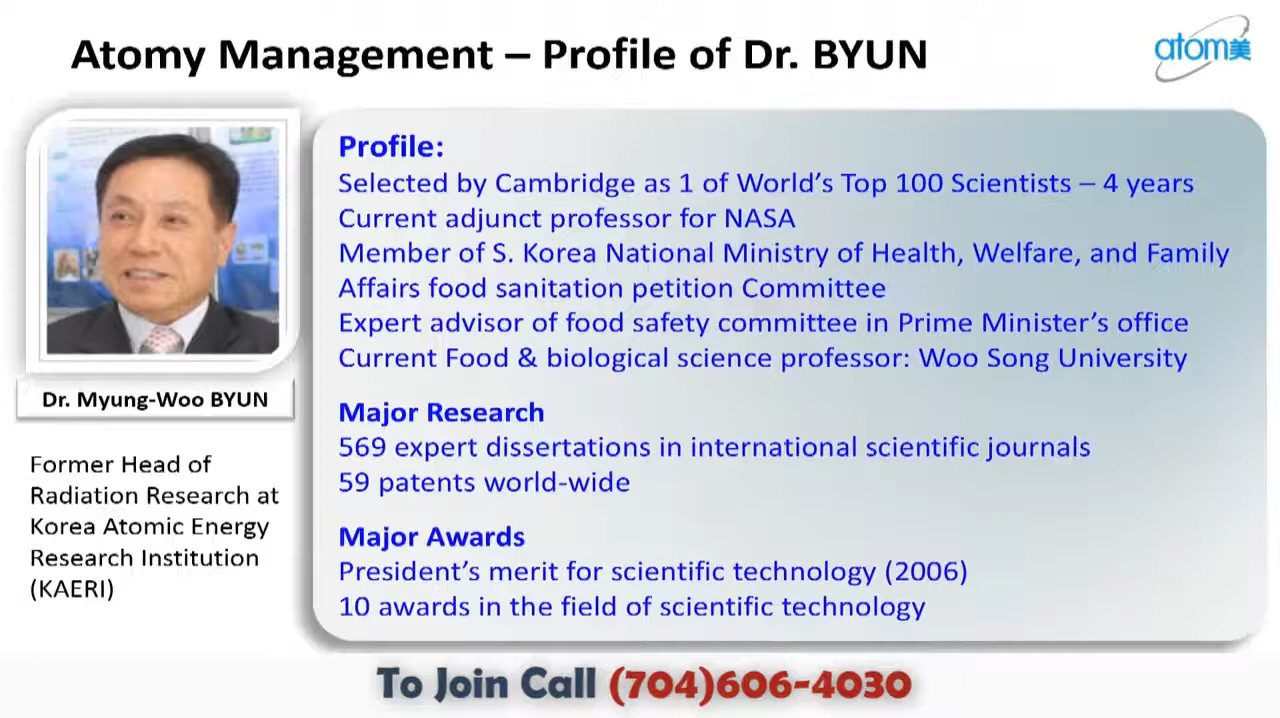 Atomy Management – Profile of Dr. BYUN
atom美
Dr. Myung-Woo BYUN
Former Head of
Radiation Research at
Korea Atomic Energy
Research Institution
(KAERI)
Profile:
Selected by Cambridge as 1 of World's Top 100 Scientists – 4 years
Current adjunct professor for NASA
Member of S. Korea National Ministry of Health, Welfare, and Family
Affairs food sanitation petition Committee
Expert advisor of food safety committee in Prime Minister's office
Current Food & biological science professor: Woo Song University
Major Research
569 expert dissertations in international scientific journals
59 patents world-wide
Major Awards
President's merit for scientific technology (2006)
10 awards in the field of scientific technology
To Join Call (704)606-4030